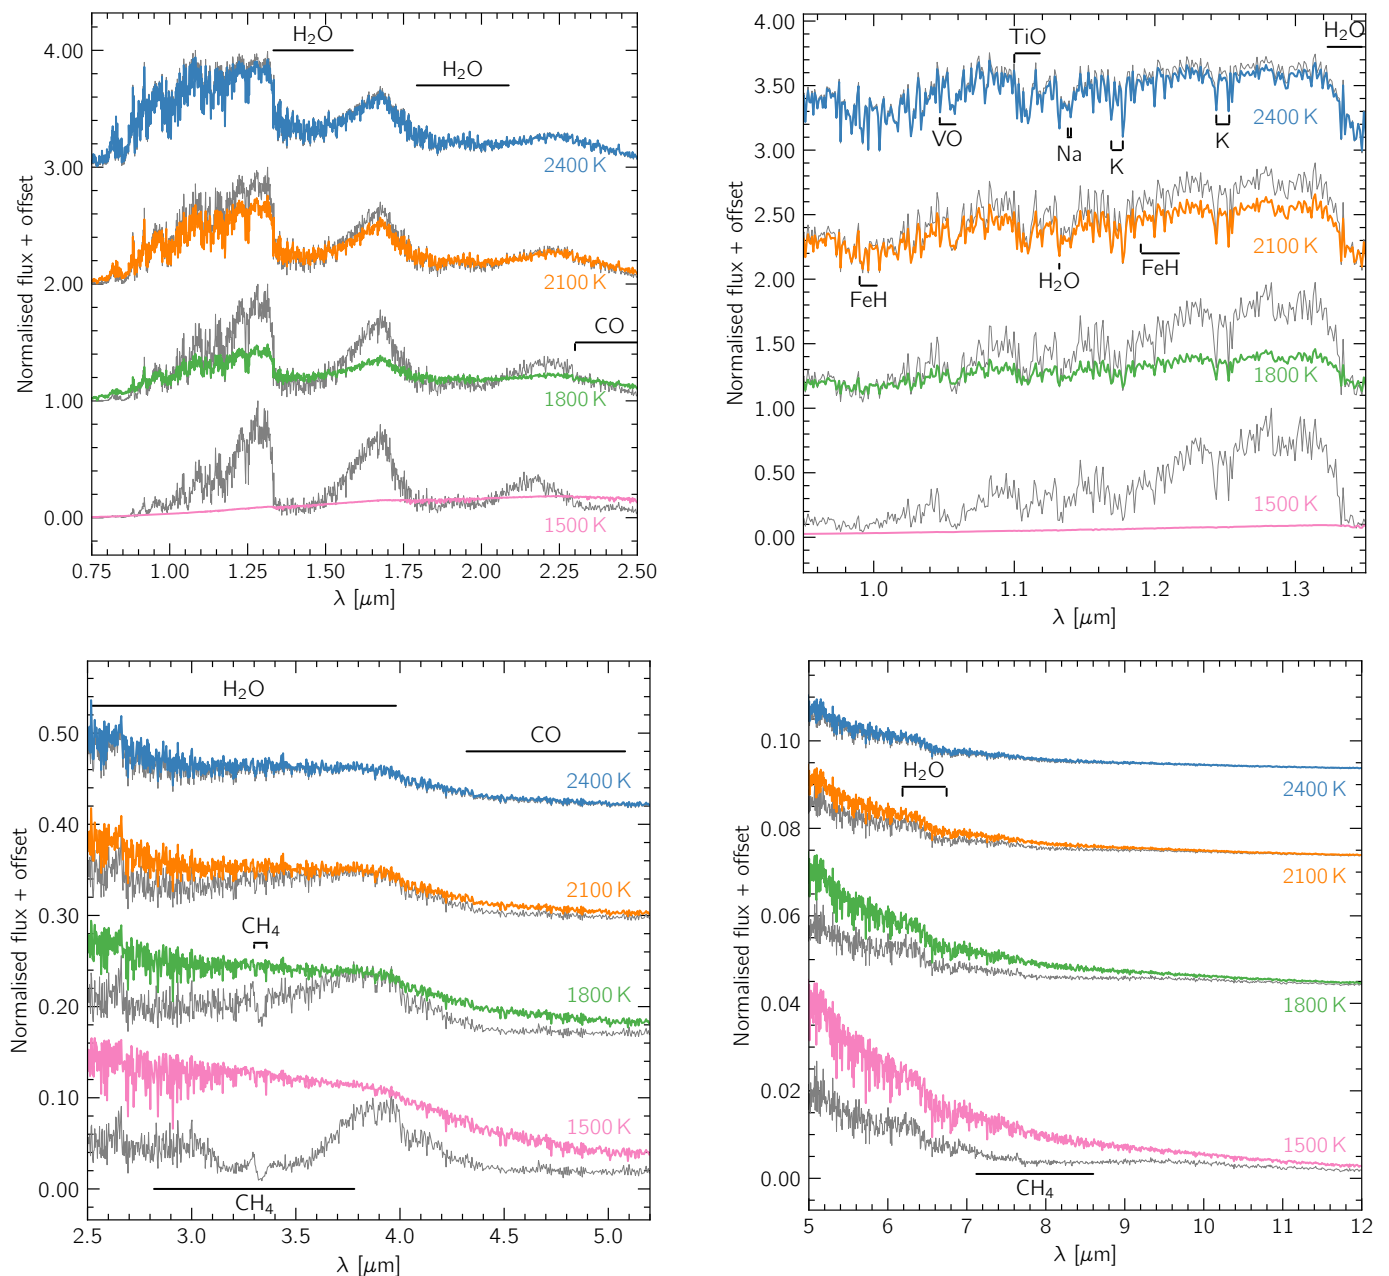 H₂O
H₂O
CO
2400 K
2100 K
1800 K
1500 K
4.00
3.00
2.00
1.00
0.00
Normalised flux + offset
0.75 1.00 1.25 1.50 1.75 2.00 2.25 2.50
λ [μm]
TiO
H₂O
VO
Na
K
K
FeH
H₂O
FeH
2400 K
2100 K
1800 K
1500 K
4.00
3.50
3.00
2.50
2.00
1.50
1.00
0.50
0.00
Normalised flux + offset
1.0 1.1 1.2 1.3
λ [μm]
H₂O
CO
CH₄
CH₄
2400 K
2100 K
1800 K
1500 K
0.50
0.40
0.30
0.20
0.10
0.00
Normalised flux + offset
2.5 3.0 3.5 4.0 4.5 5.0
λ [μm]
H₂O
CH₄
2400 K
2100 K
1800 K
1500 K
0.10
0.08
0.06
0.04
0.02
0.00
Normalised flux + offset
5 6 7 8 9 10 11 12
λ [μm]